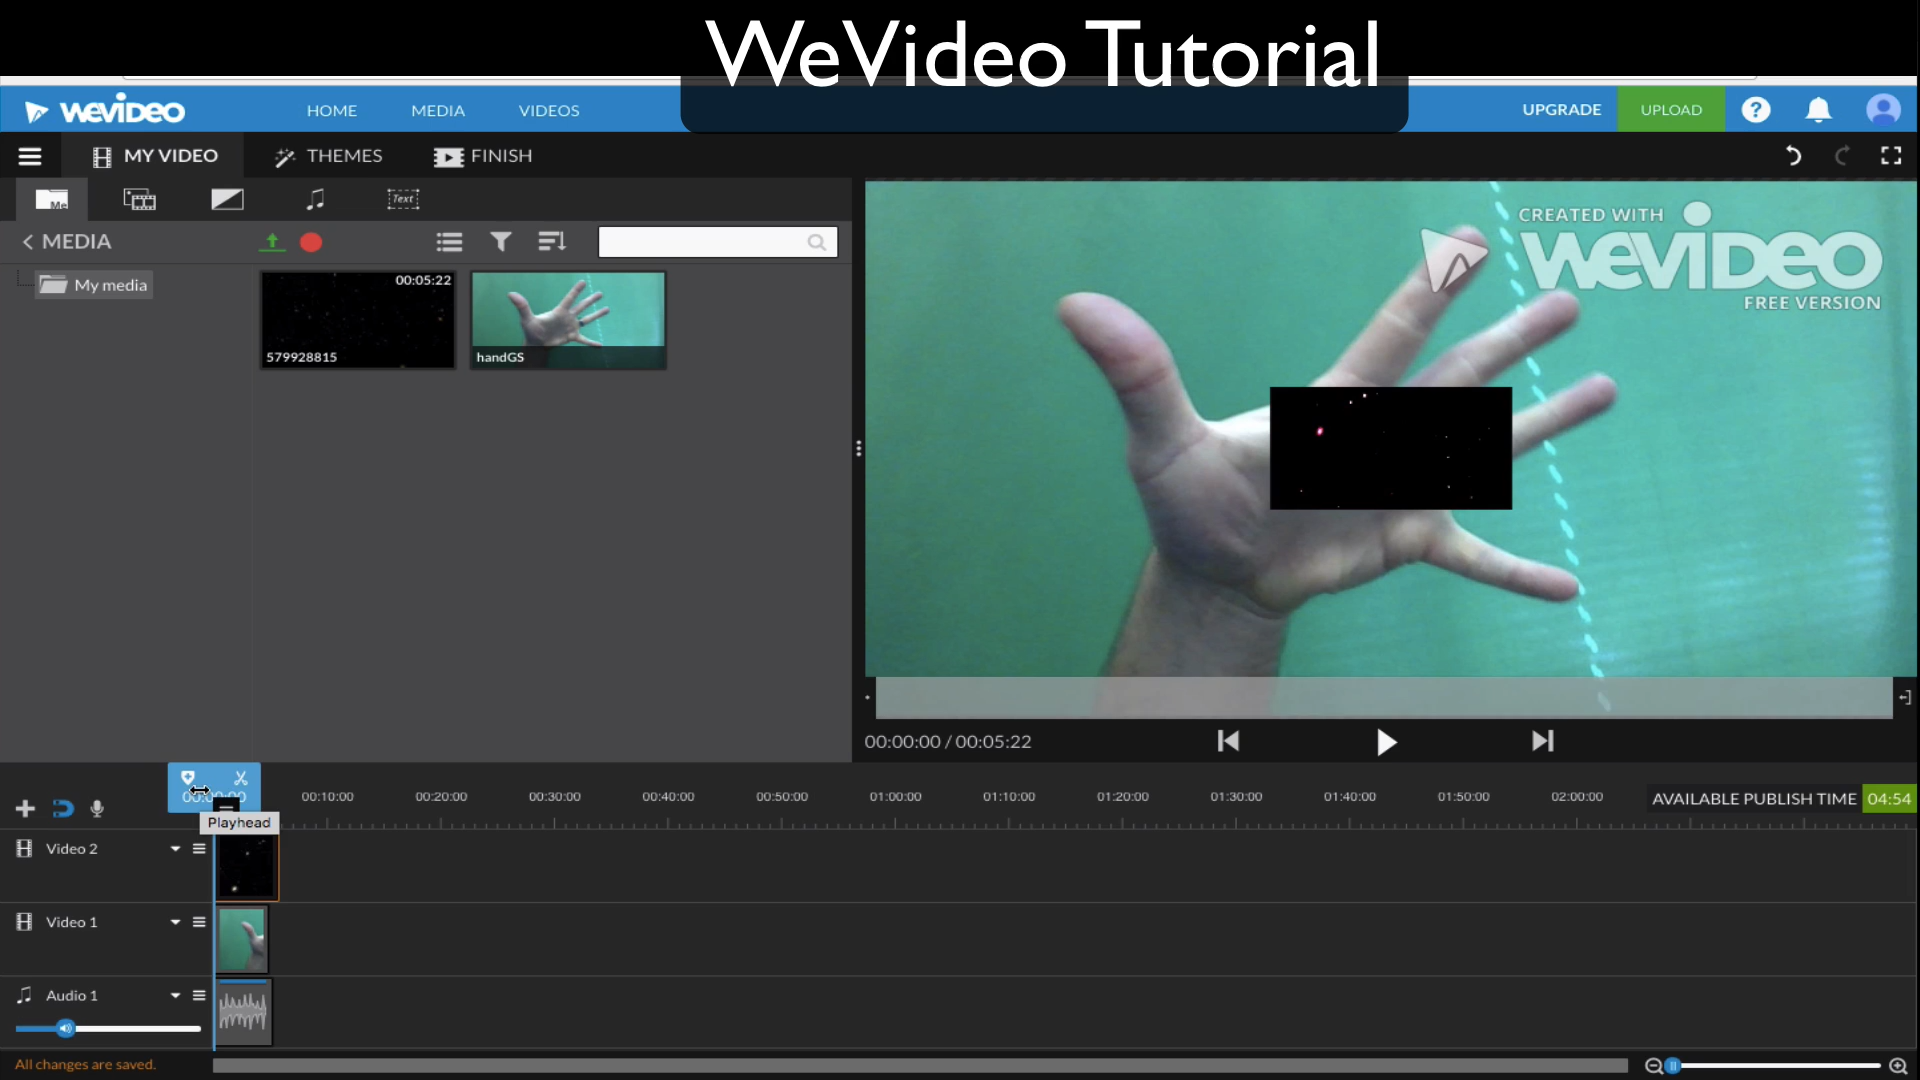 WeVideo Tutorial
WEVIDEO
HOME
MEDIA
VIDEOS
UPGRADE
UPLOAD
?
MY VIDEO
THEMES
FINISH
Me
Text
MEDIA
My media
00:05:22
579928815
handGS
CREATED WITH
WEVIDEO
FREE VERSION
00:00:00 / 00:05:22
00:00:00
00:10:00
00:20:00
00:30:00
00:40:00
00:50:00
01:00:00
01:10:00
01:20:00
01:30:00
01:40:00
01:50:00
02:00:00
AVAILABLE PUBLISH TIME 04:54
Playhead
Video 2
Video 1
Audio 1
All changes are saved.